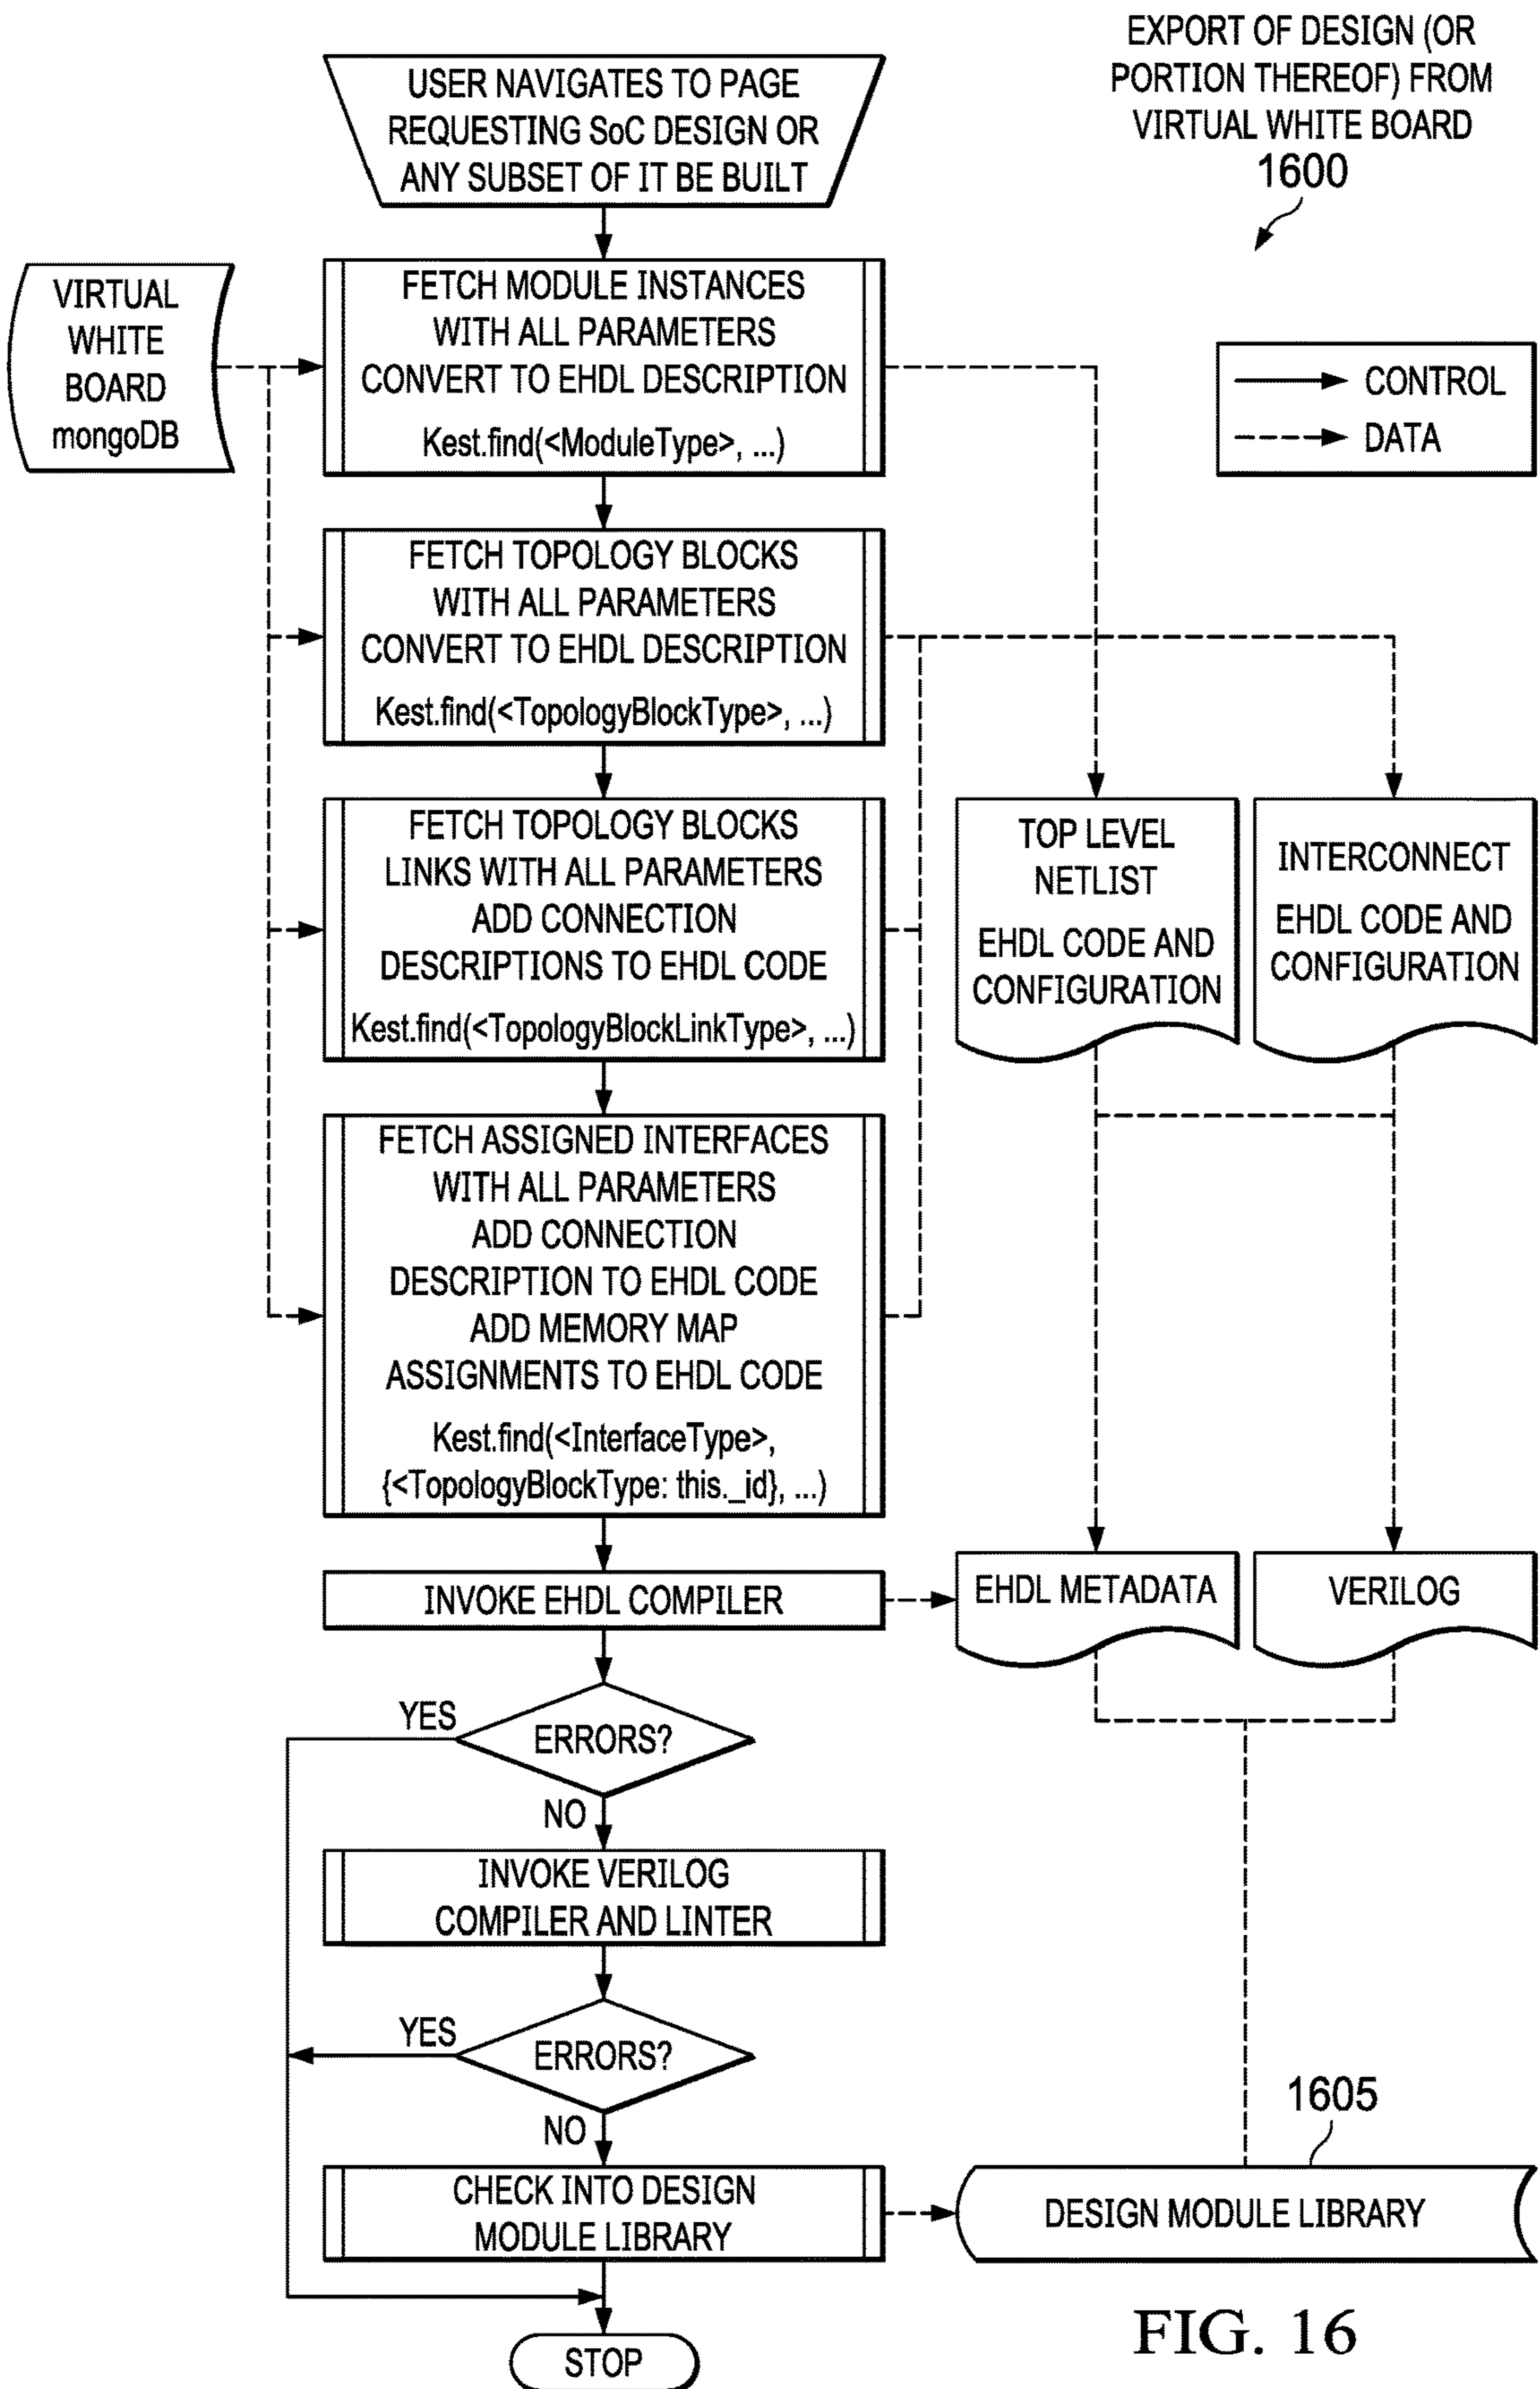 EXPORT OF DESIGN (OR
PORTION THEREOF) FROM
VIRTUAL WHITE BOARD
1600
USER NAVIGATES TO PAGE
REQUESTING SoC DESIGN OR
ANY SUBSET OF IT BE BUILT
VIRTUAL
WHITE
BOARD
mongoDB
FETCH MODULE INSTANCES
WITH ALL PARAMETERS
CONVERT TO EHDL DESCRIPTION
Kest.find(<ModuleType>, ...)
CONTROL
DATA
FETCH TOPOLOGY BLOCKS
WITH ALL PARAMETERS
CONVERT TO EHDL DESCRIPTION
Kest.find(<TopologyBlockType>, ...)
FETCH TOPOLOGY BLOCKS
LINKS WITH ALL PARAMETERS
ADD CONNECTION
DESCRIPTIONS TO EHDL CODE
Kest.find(<TopologyBlockLinkType>, ...)
TOP LEVEL
NETLIST
EHDL CODE AND
CONFIGURATION
INTERCONNECT
EHDL CODE AND
CONFIGURATION
FETCH ASSIGNED INTERFACES
WITH ALL PARAMETERS
ADD CONNECTION
DESCRIPTION TO EHDL CODE
ADD MEMORY MAP
ASSIGNMENTS TO EHDL CODE
Kest.find(<InterfaceType>,
{<TopologyBlockType: this._id}, ...)
INVOKE EHDL COMPILER
EHDL METADATA
VERILOG
YES
ERRORS?
NO
INVOKE VERILOG
COMPILER AND LINTER
YES
ERRORS?
NO
1605
CHECK INTO DESIGN
MODULE LIBRARY
DESIGN MODULE LIBRARY
STOP
FIG. 16